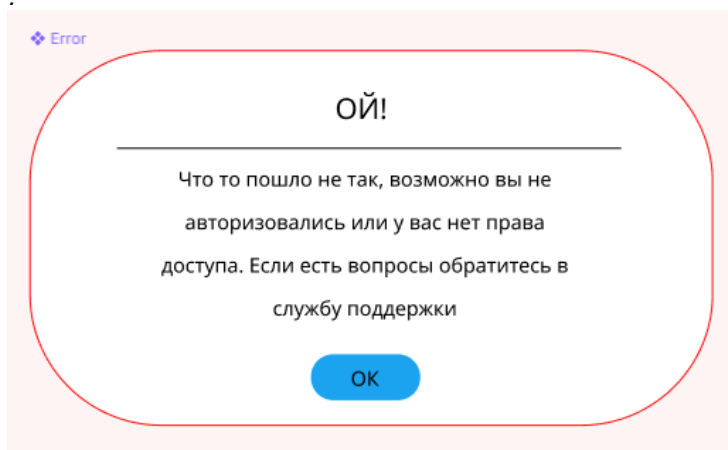 .
Error
ОЙ!
Что то пошло не так, возможно вы не
авторизовались или у вас нет права
доступа. Если есть вопросы обратитесь в
службу поддержки
ОК